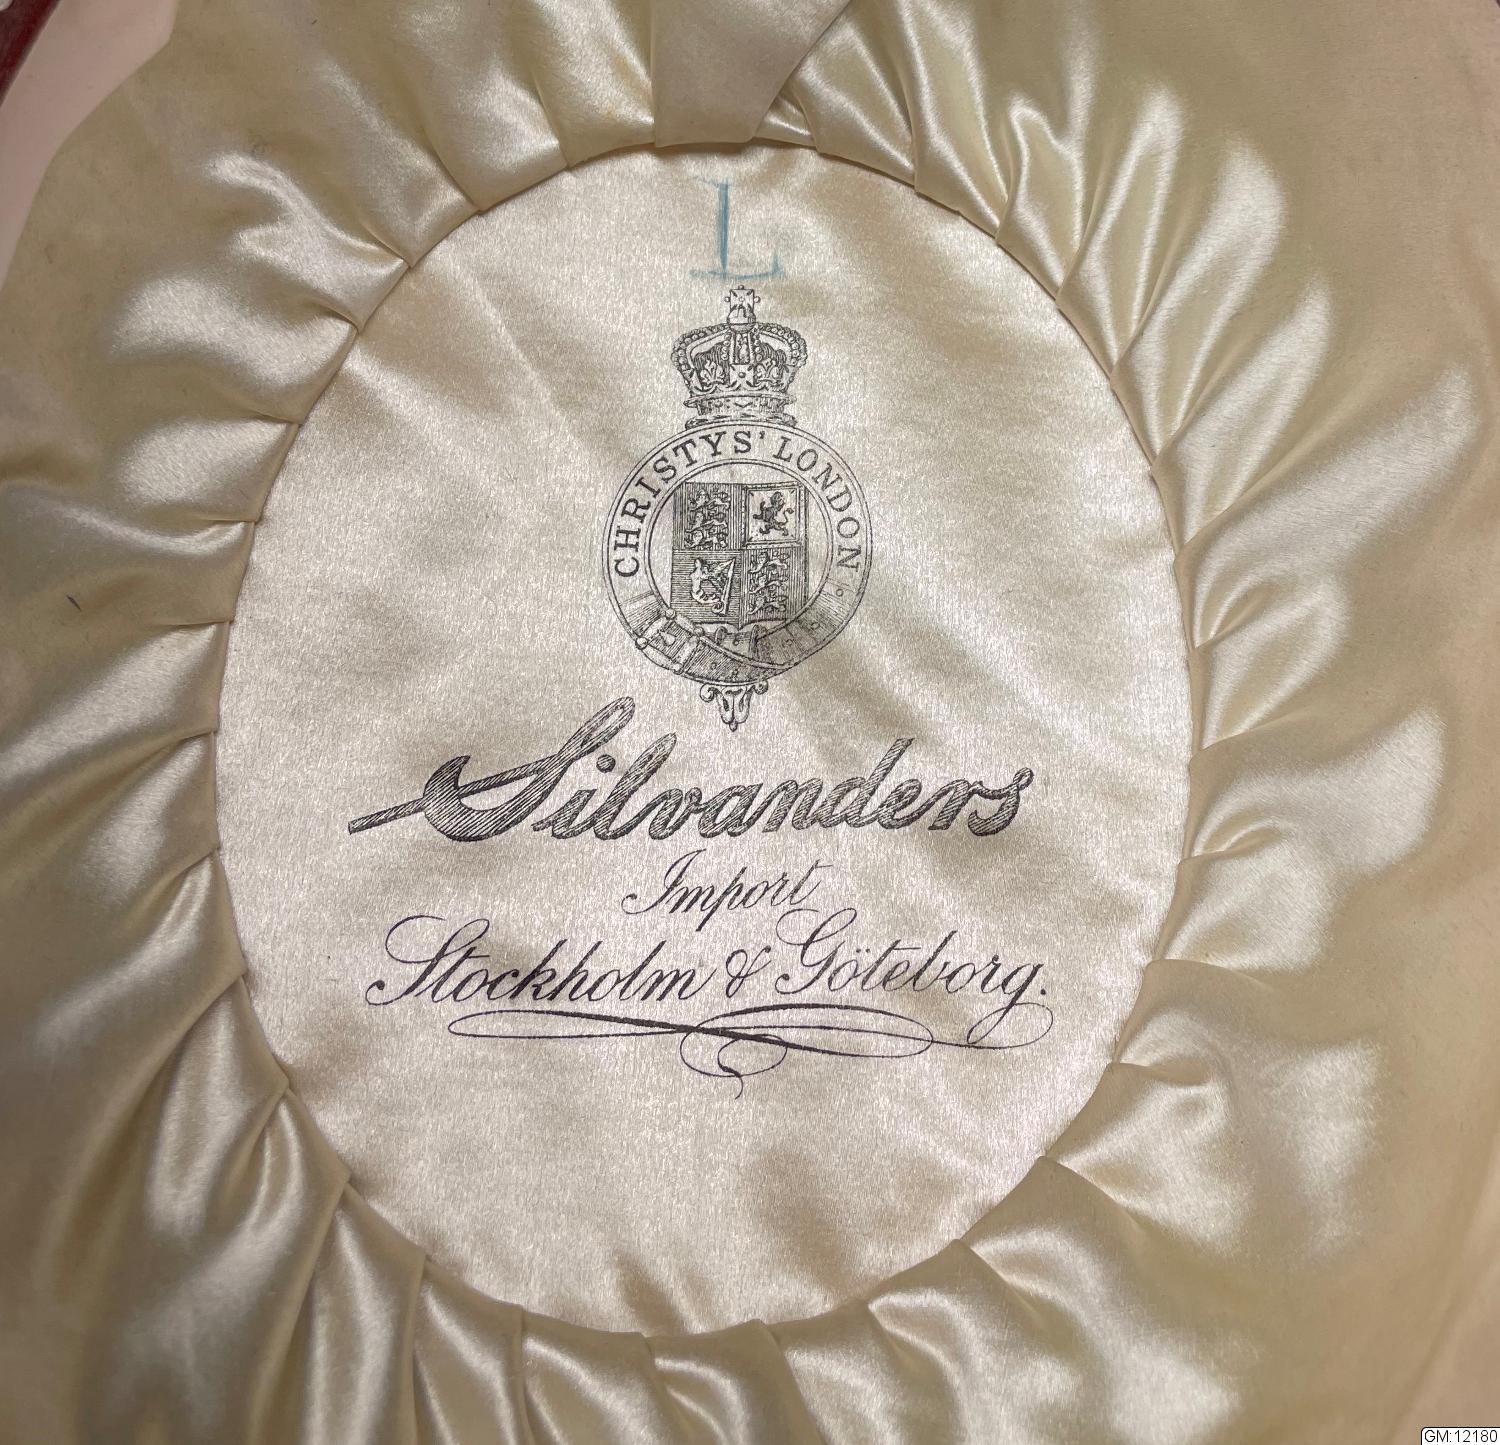 L
CHRISTYS' LONDON
Silvanders
Import
Stockholm & Göteborg.
GM:12180